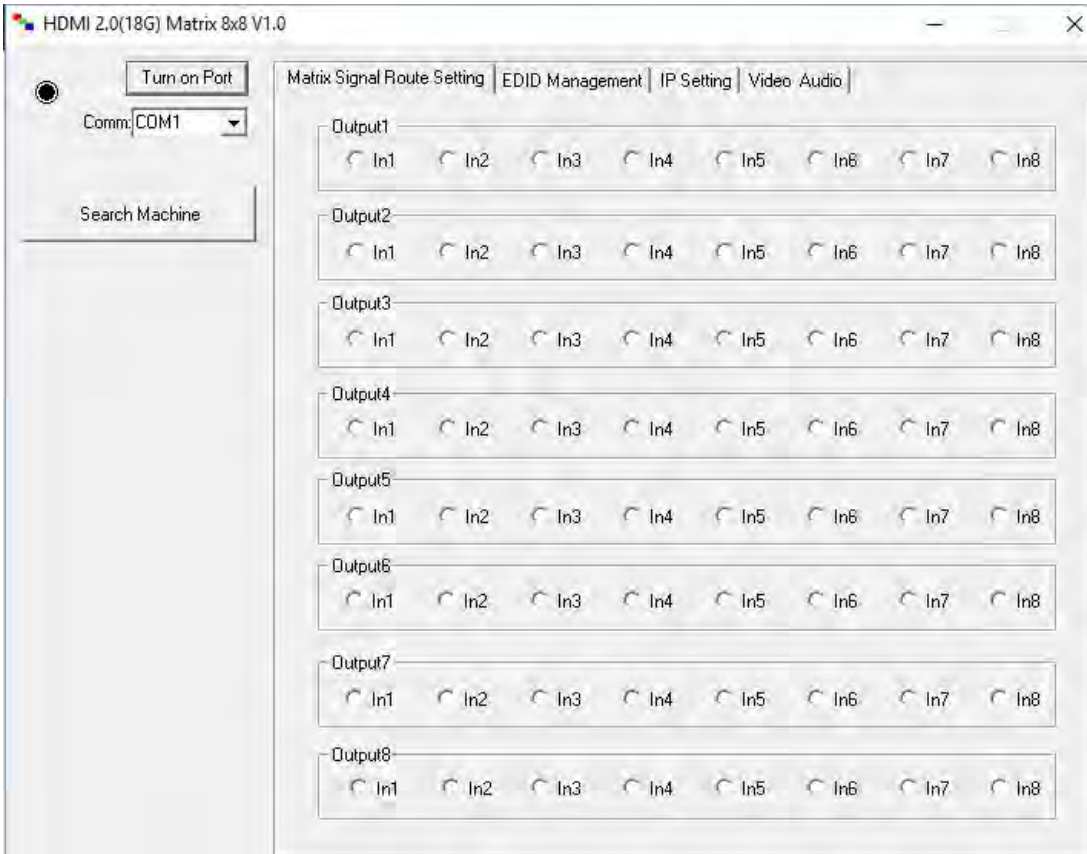 HDMI 2.0(18G) Matrix 8x8 V1.0
Turn on Port
Comm: COM1
Search Machine
Matrix Signal Route Setting EDID Management IP Setting Video Audio
Output1
In1 In2 In3 In4 In5 In6 In7 In8
Output2
In1 In2 In3 In4 In5 In6 In7 In8
Output3
In1 In2 In3 In4 In5 In6 In7 In8
Output4
In1 In2 In3 In4 In5 In6 In7 In8
Output5
In1 In2 In3 In4 In5 In6 In7 In8
Output6
In1 In2 In3 In4 In5 In6 In7 In8
Output7
In1 In2 In3 In4 In5 In6 In7 In8
Output8
In1 In2 In3 In4 In5 In6 In7 In8